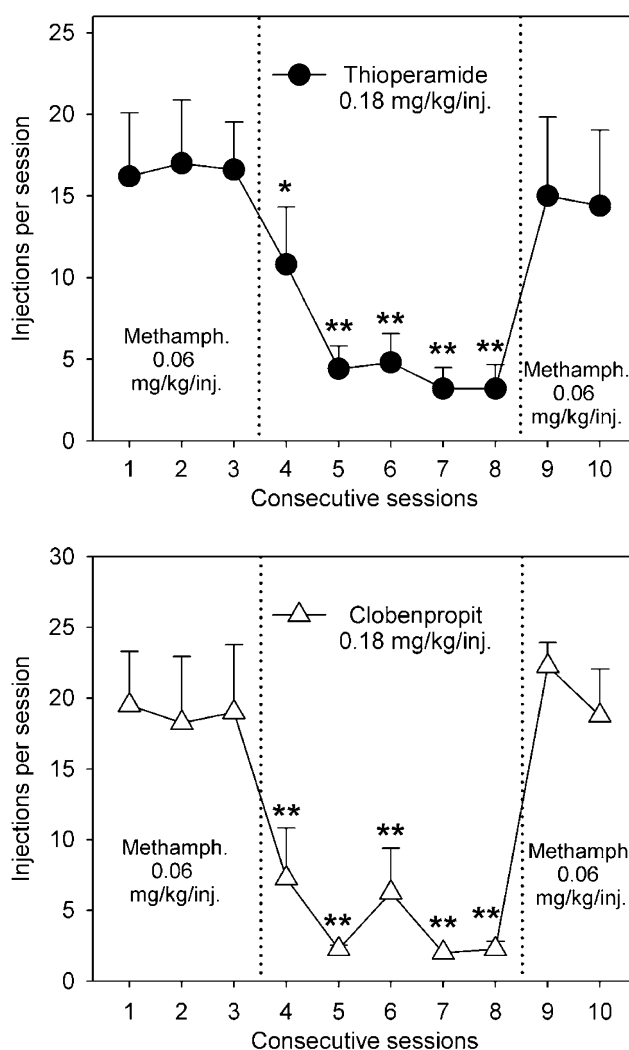 25
20
15
10
5
0
Injections per session
Thioperamide
0.18 mg/kg/inj.
*
**
**
**
**
Methamph.
0.06
mg/kg/inj.
Methamph.
0.06
mg/kg/inj.
1 2 3 4 5 6 7 8 9 10
Consecutive sessions
30
25
20
15
10
5
0
Injections per session
Clobenpropit
0.18 mg/kg/inj.
**
**
**
**
**
Methamph.
0.06
mg/kg/inj.
Methamph.
0.06
mg/kg/inj.
1 2 3 4 5 6 7 8 9 10
Consecutive sessions